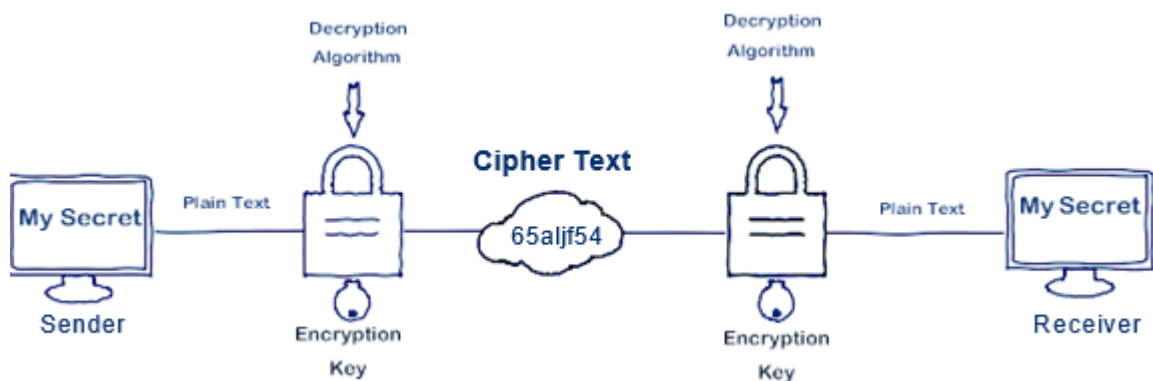 Decryption
Algorithm
Decryption
Algorithm
Cipher Text
My Secret
Plain Text
65aljf54
Plain Text
My Secret
Sender
Encryption
Key
Encryption
Key
Receiver